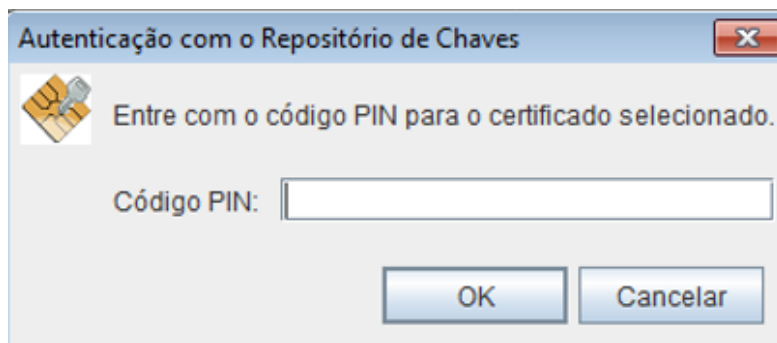 Autenticação com o Repositório de Chaves
Entre com o código PIN para o certificado selecionado.
Código PIN:
OK Cancelar